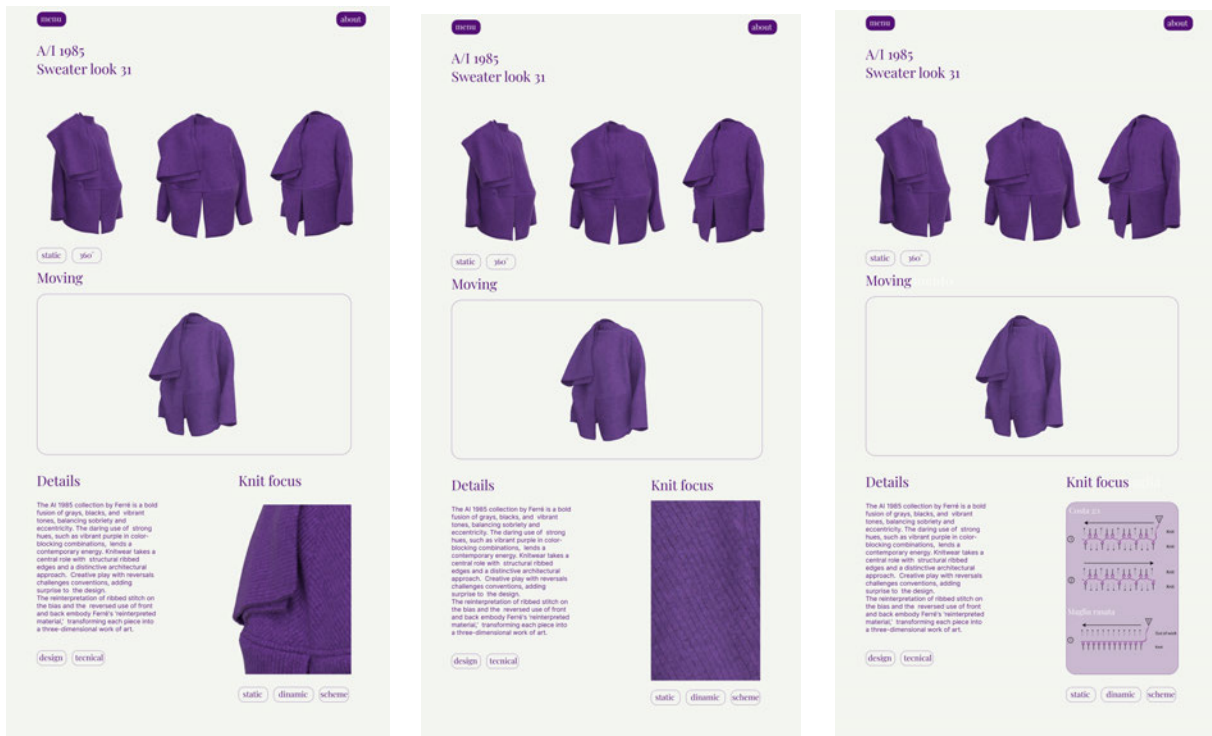 menu about
A/I 1985
Sweater look 31
static 360°
Moving
Details
The AI 1985 collection by Ferré is a bold
fusion of grays, blacks, and vibrant
tones, balancing sobriety and
eccentricity. The daring use of strong
hues, such as vibrant purple in color-
blocking combinations, lends a
contemporary energy. Knitwear takes a
central role with structural ribbed
edges and a distinctive architectural
approach. Creative play with reversals
challenges conventions, adding
surprise to the design.
The reinterpretation of ribbed stitch on
the bias and the reversed use of front
and back embody Ferré's 'reinterpreted
material,' transforming each piece into
a three-dimensional work of art.
design tecnical
Knit focus
static dinamic scheme
menu about
A/I 1985
Sweater look 31
static 360°
Moving
Details
The AI 1985 collection by Ferré is a bold
fusion of grays, blacks, and vibrant
tones, balancing sobriety and
eccentricity. The daring use of strong
hues, such as vibrant purple in color-
blocking combinations, lends a
contemporary energy. Knitwear takes a
central role with structural ribbed
edges and a distinctive architectural
approach. Creative play with reversals
challenges conventions, adding
surprise to the design.
The reinterpretation of ribbed stitch on
the bias and the reversed use of front
and back embody Ferré's 'reinterpreted
material,' transforming each piece into
a three-dimensional work of art.
design tecnical
Knit focus
static dinamic scheme
menu about
A/I 1985
Sweater look 31
static 360°
Moving
Details
The AI 1985 collection by Ferré is a bold
fusion of grays, blacks, and vibrant
tones, balancing sobriety and
eccentricity. The daring use of strong
hues, such as vibrant purple in color-
blocking combinations, lends a
contemporary energy. Knitwear takes a
central role with structural ribbed
edges and a distinctive architectural
approach. Creative play with reversals
challenges conventions, adding
surprise to the design.
The reinterpretation of ribbed stitch on
the bias and the reversed use of front
and back embody Ferré's 'reinterpreted
material,' transforming each piece into
a three-dimensional work of art.
design tecnical
Knit focus
Costa 2:1
Maglia rasata
static dinamic scheme